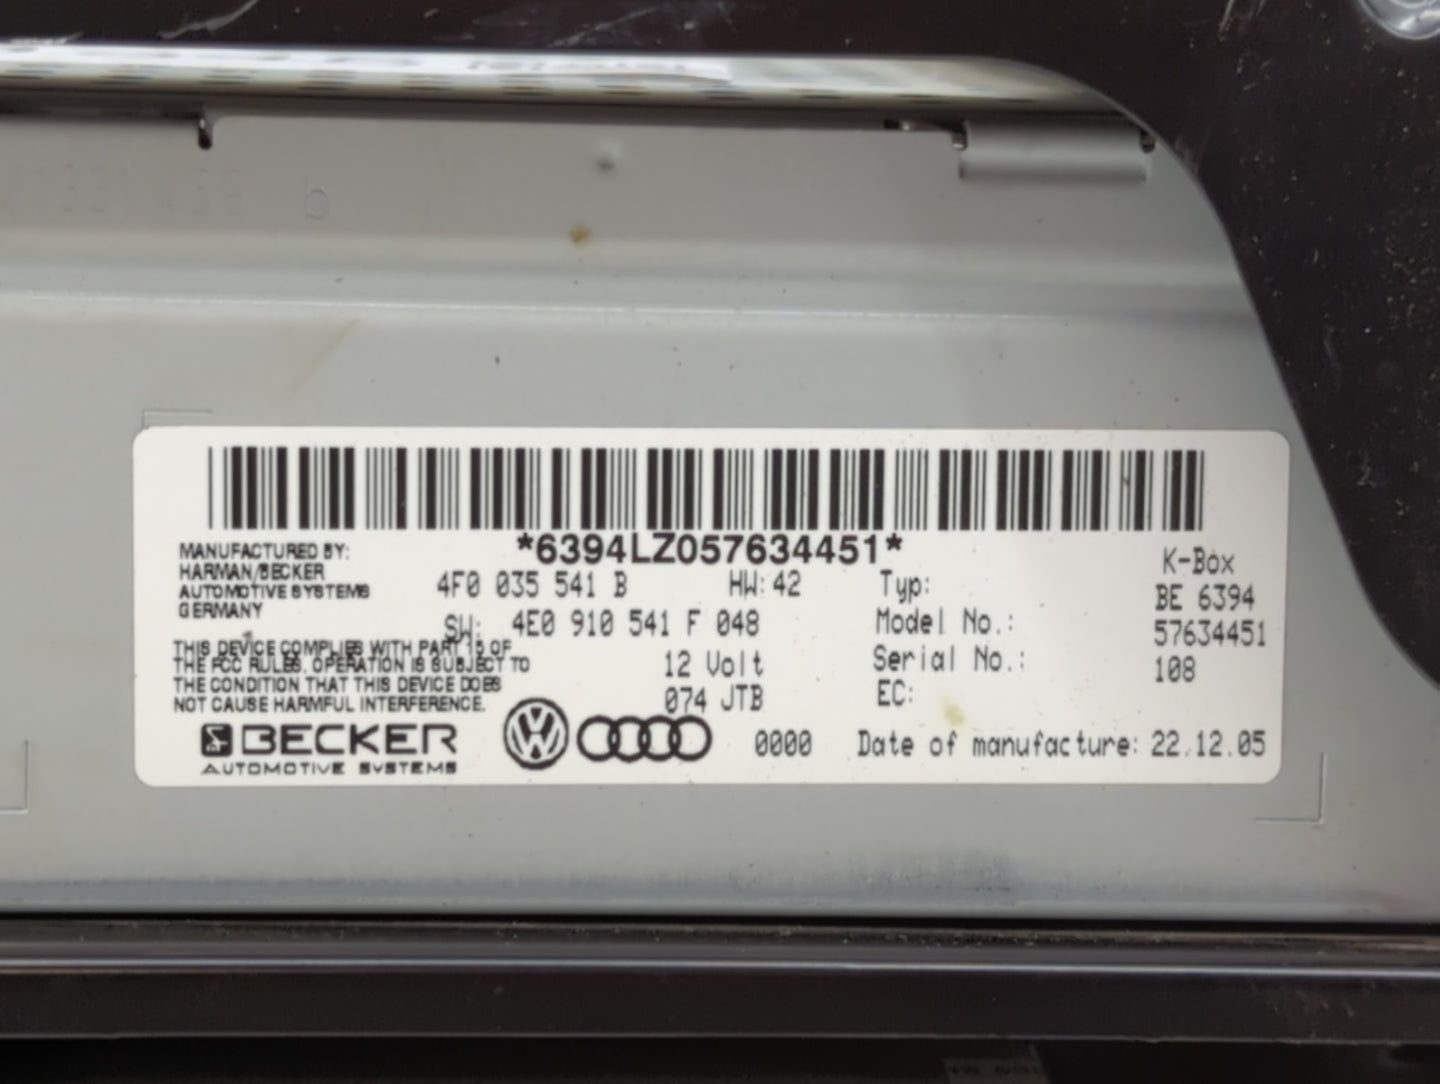 *6394LZ057634451*
MANUFACTURED BY:
HARMAN/BECKER
AUTOMOTIVE SYSTEMS
GERMANY
THIS DEVICE COMPLIES WITH PART 15 OF
THE FCC RULES. OPERATION IS SUBJECT TO
THE CONDITION THAT THIS DEVICE DOES
NOT CAUSE HARMFUL INTERFERENCE.
4F0 035 541 B HW: 42
SW: 4E0 910 541 F 048
12 Volt
074 JTB
K-Box
Typ: BE 6394
Model No.: 57634451
Serial No.: 108
EC:
BECKER
AUTOMOTIVE SYSTEMS
0000 Date of manufacture: 22.12.05